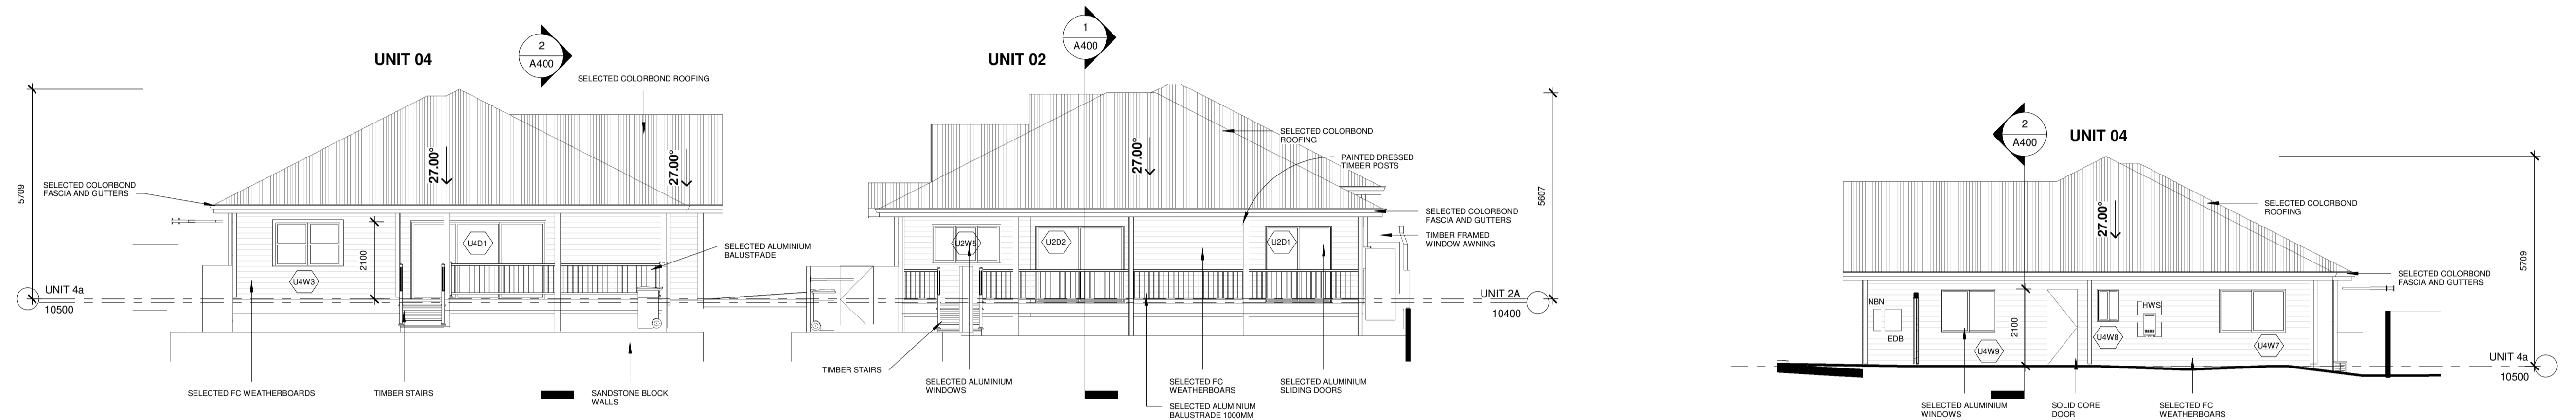 UNIT 04
2
A400
SELECTED COLORBOND ROOFING
27.00°
27.00°
5709
SELECTED COLORBOND
FASCIA AND GUTTERS
U4D1
U4W3
2100
SELECTED ALUMINIUM
BALUSTRADE
UNIT 4a
10500
SELECTED FC WEATHERBOARDS
TIMBER STAIRS
SANDSTONE BLOCK
WALLS
UNIT 02
1
A400
SELECTED COLORBOND
ROOFING
27.00°
PAINTED DRESSED
TIMBER POSTS
5607
SELECTED COLORBOND
FASCIA AND GUTTERS
TIMBER FRAMED
WINDOW AWNING
U2W5
U2D2
U2D1
UNIT 2A
10400
TIMBER STAIRS
SELECTED ALUMINIUM
WINDOWS
SELECTED FC
WEATHERBOARS
SELECTED ALUMINIUM
SLIDING DOORS
SELECTED ALUMINIUM
BALUSTRADE 1000MM
2
A400
UNIT 04
27.00°
SELECTED COLORBOND
ROOFING
5709
SELECTED COLORBOND
FASCIA AND GUTTERS
NBN
EDB
HWS
2100
U4W9
U4W8
U4W7
UNIT 4a
10500
SELECTED ALUMINIUM
WINDOWS
SOLID CORE
DOOR
SELECTED FC
WEATHERBOARS